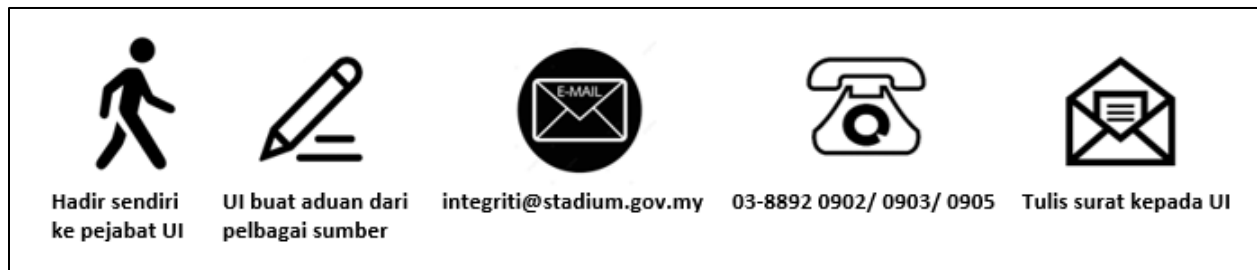 E-MAIL
Hadir sendiri
ke pejabat UI
UI buat aduan dari
pelbagai sumber
integriti@stadium.gov.my
03-8892 0902/ 0903/ 0905
Tulis surat kepada UI